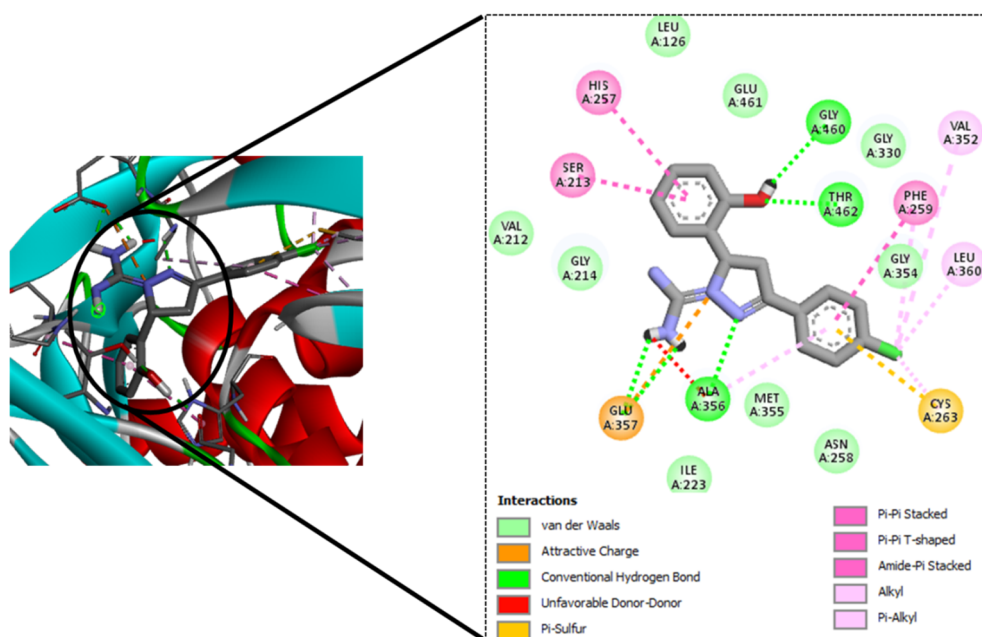 LEU
A:126
HIS
A:257
GLU
A:461
GLY
A:460
GLY
A:330
VAL
A:352
SER
A:213
THR
A:462
PHE
A:259
VAL
A:212
GLY
A:214
GLY
A:354
LEU
A:360
GLU
A:357
ALA
A:356
MET
A:355
CYS
A:263
ASN
A:258
ILE
A:223
Interactions
van der Waals
Attractive Charge
Conventional Hydrogen Bond
Unfavorable Donor-Donor
Pi-Sulfur
Pi-Pi Stacked
Pi-Pi T-shaped
Amide-Pi Stacked
Alkyl
Pi-Alkyl